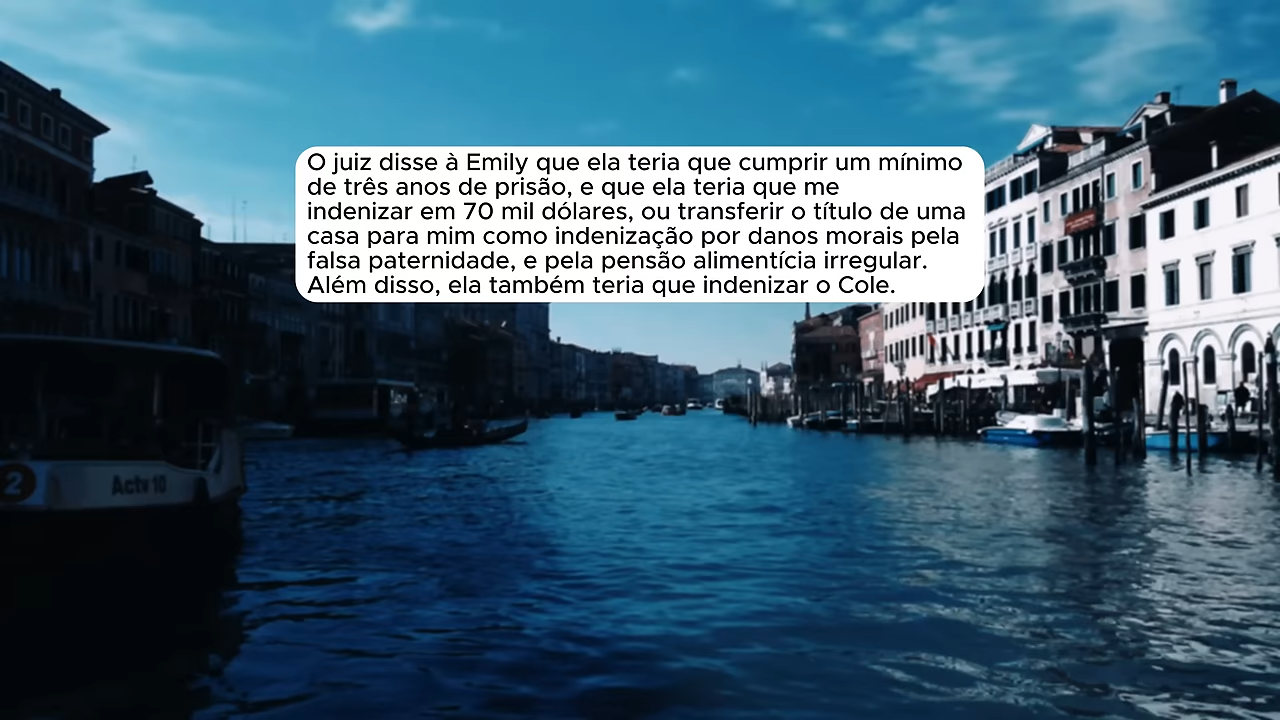 O juiz disse à Emily que ela teria que cumprir um mínimo
de três anos de prisão, e que ela teria que me
indenizar em 70 mil dólares, ou transferir o título de uma
casa para mim como indenização por danos morais pela
falsa paternidade, e pela pensão alimentícia irregular.
Além disso, ela também teria que indenizar o Cole.
2
Actv 10